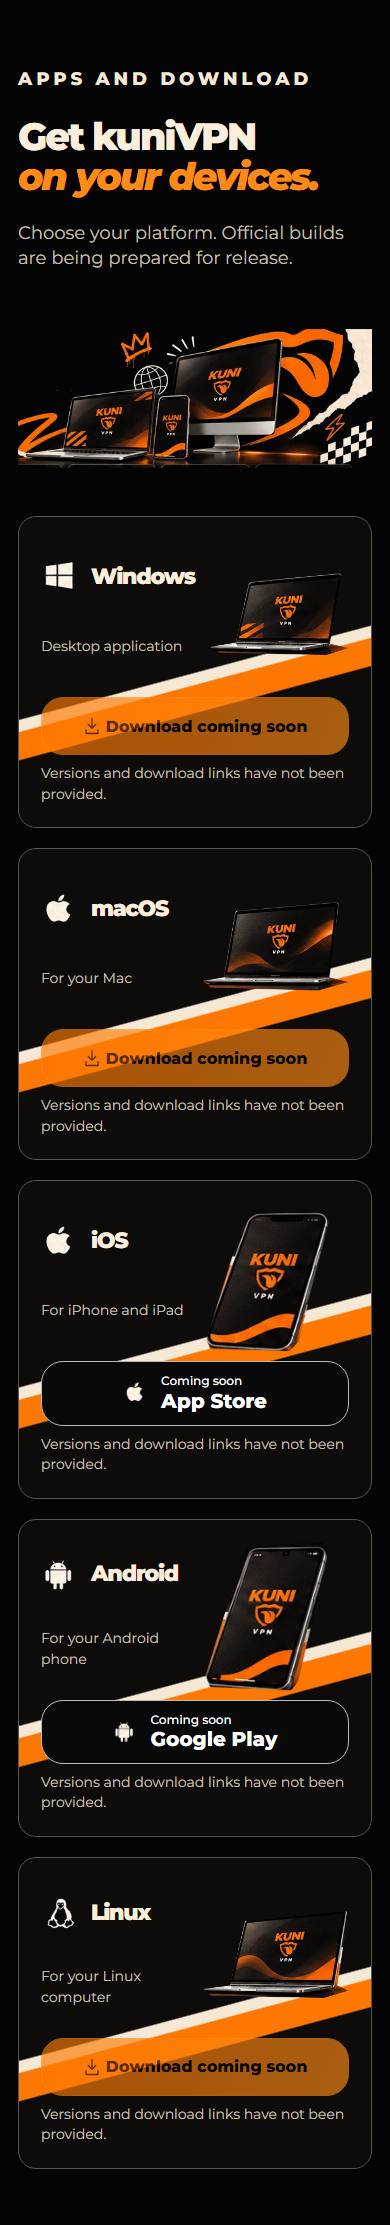 APPS AND DOWNLOAD
Get kuniVPN
on your devices.
Choose your platform. Official builds
are being prepared for release.
KUNI
VPN
KUNI
VPN
KUNI
VPN
Windows
KUNI
VPN
Desktop application
Download coming soon
Versions and download links have not been
provided.
macOS
KUNI
VPN
For your Mac
Download coming soon
Versions and download links have not been
provided.
iOS
KUNI
VPN
For iPhone and iPad
Coming soon
App Store
Versions and download links have not been
provided.
Android
KUNI
VPN
For your Android
phone
Coming soon
Google Play
Versions and download links have not been
provided.
Linux
KUNI
VPN
For your Linux
computer
Download coming soon
Versions and download links have not been
provided.